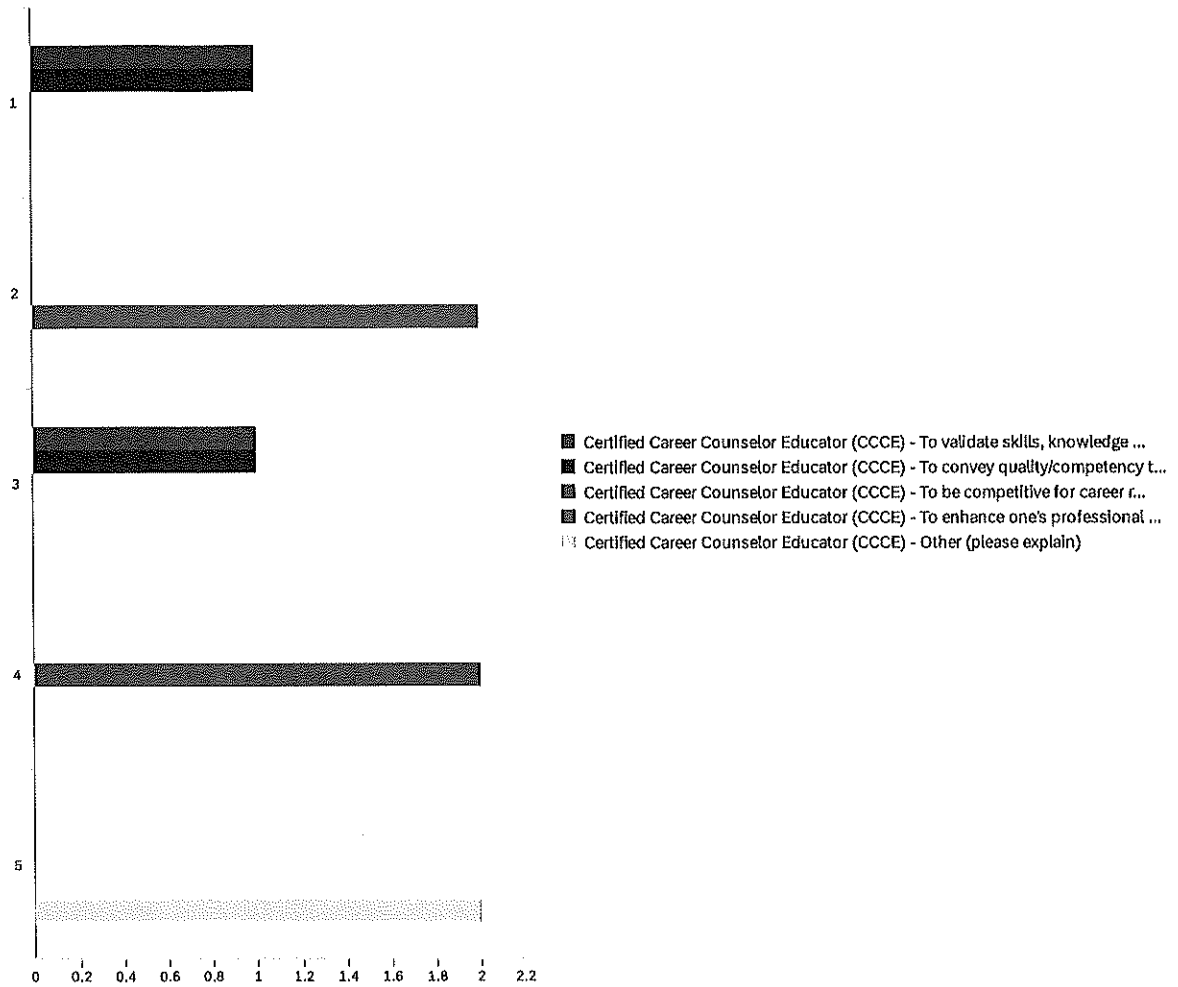 1
2
3
4
5
Certified Career Counselor Educator (CCCE) - To validate skills, knowledge ...
Certified Career Counselor Educator (CCCE) - To convey quality/competency t...
Certified Career Counselor Educator (CCCE) - To be competitive for career r...
Certified Career Counselor Educator (CCCE) - To enhance one's professional ...
Certified Career Counselor Educator (CCCE) - Other (please explain)
0 0.2 0.4 0.6 0.8 1 1.2 1.4 1.6 1.8 2 2.2